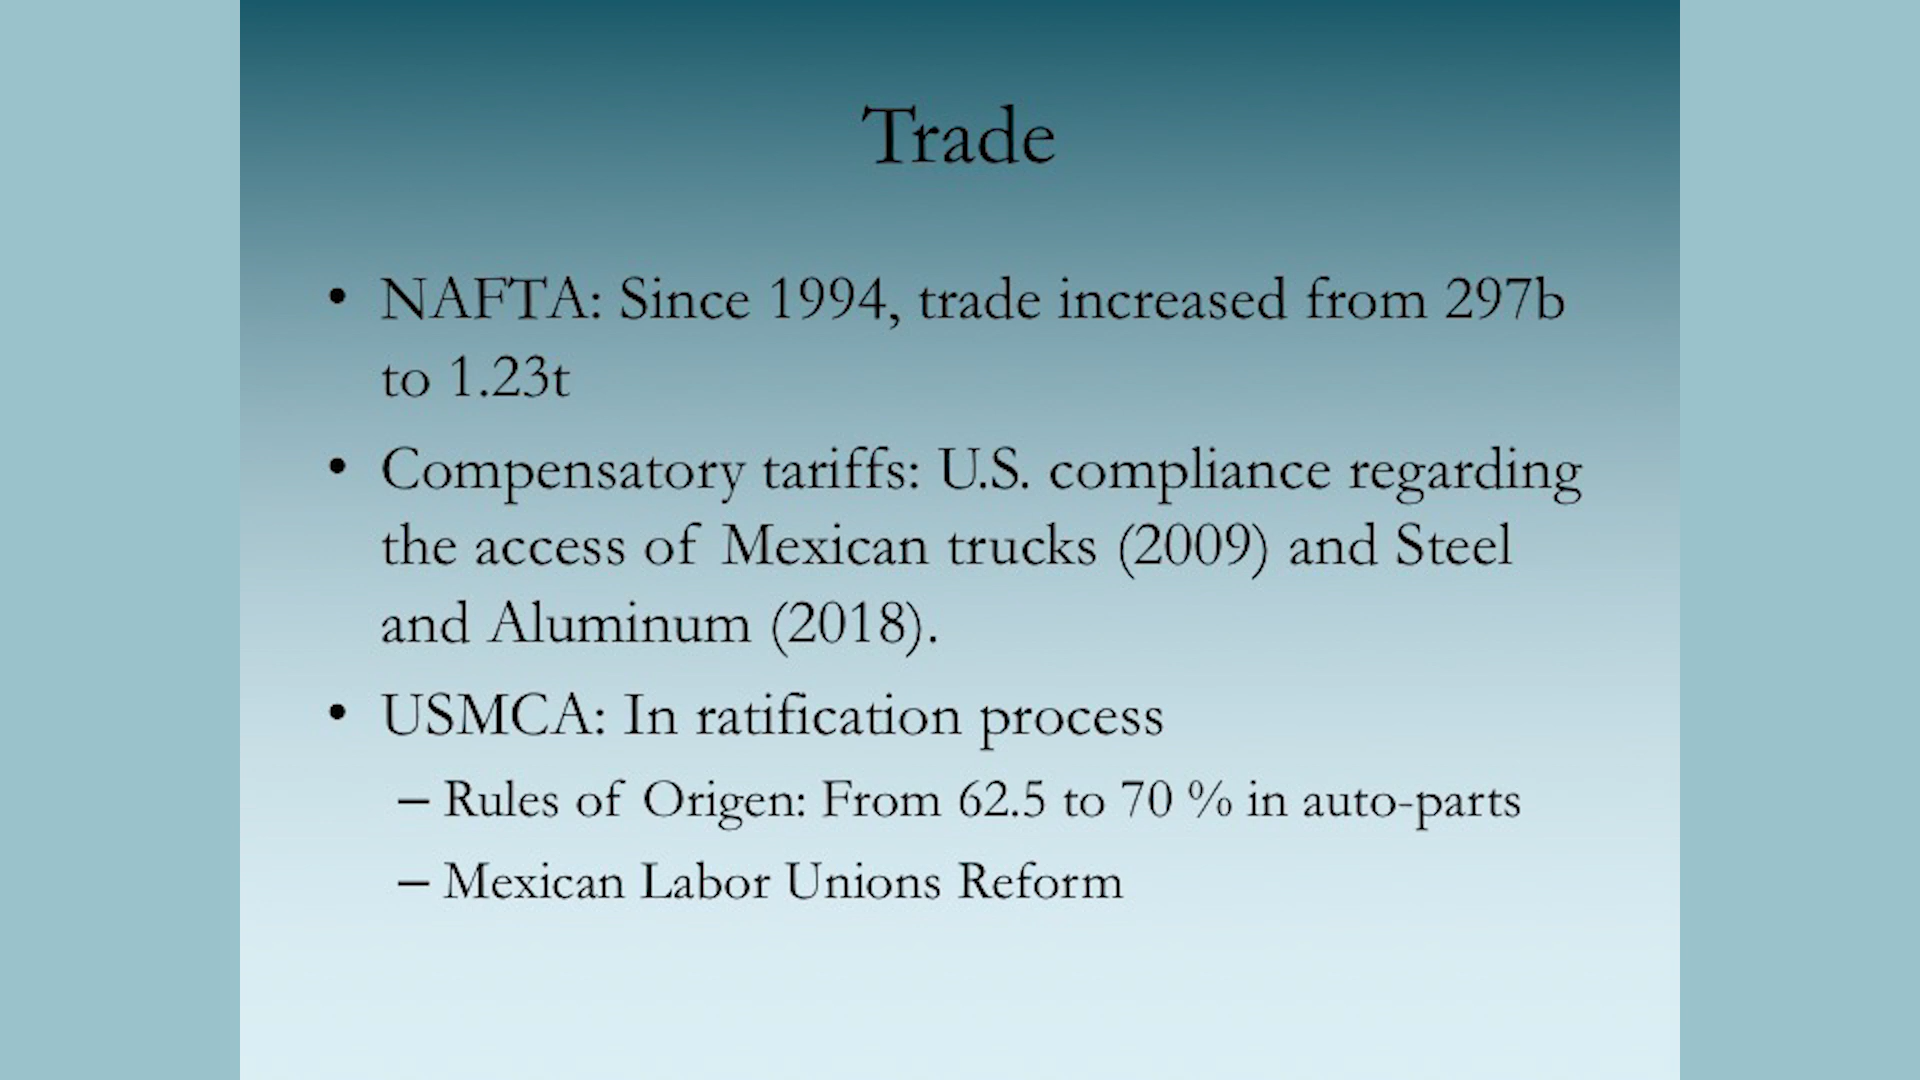 Trade
• NAFTA: Since 1994, trade increased from 297b
to 1.23t
• Compensatory tariffs: U.S. compliance regarding
the access of Mexican trucks (2009) and Steel
and Aluminum (2018).
• USMCA: In ratification process
– Rules of Origen: From 62.5 to 70 % in auto-parts
– Mexican Labor Unions Reform